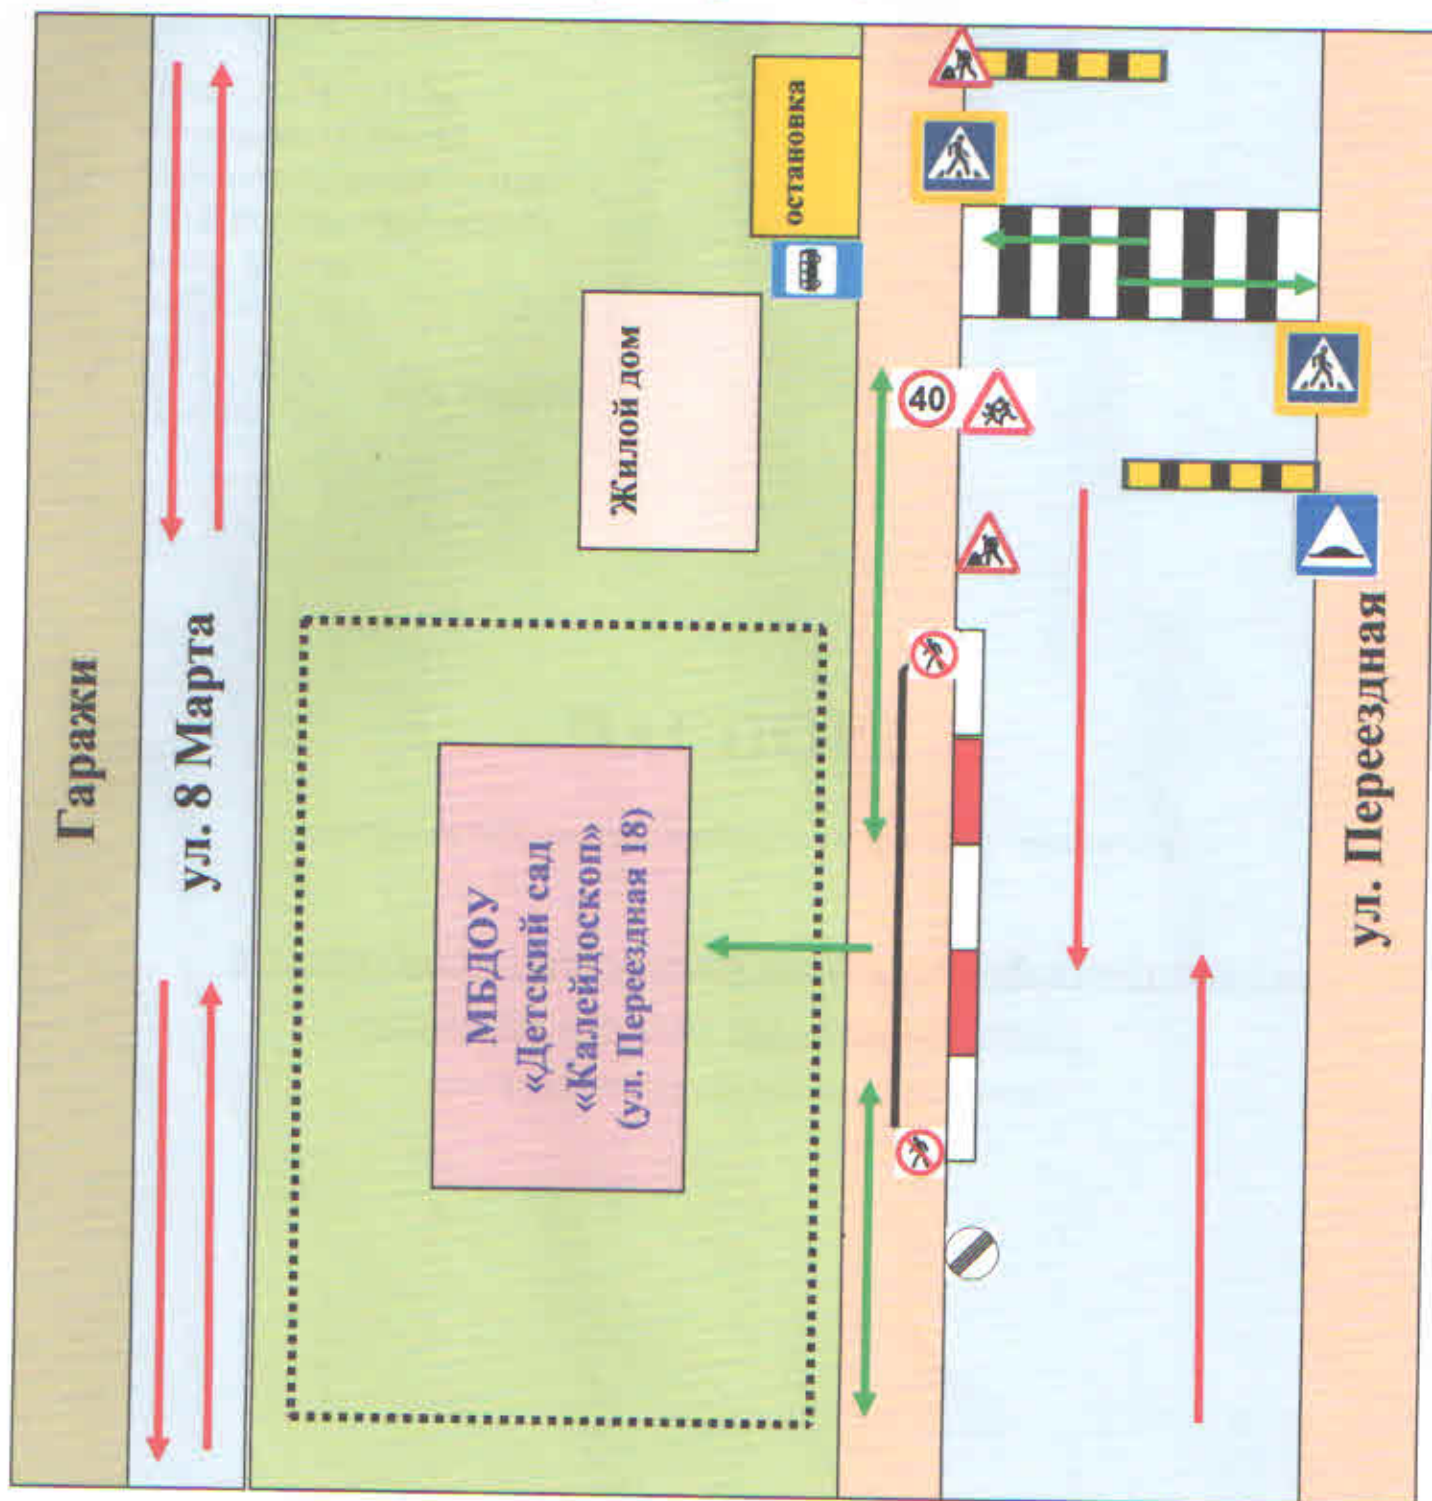 Гаражи
ул. 8 Марта
МБДОУ
«Детский сад
«Калейдоскоп»
(ул. Переездная 18)
Жилой дом
остановка
40
ул. Переездная